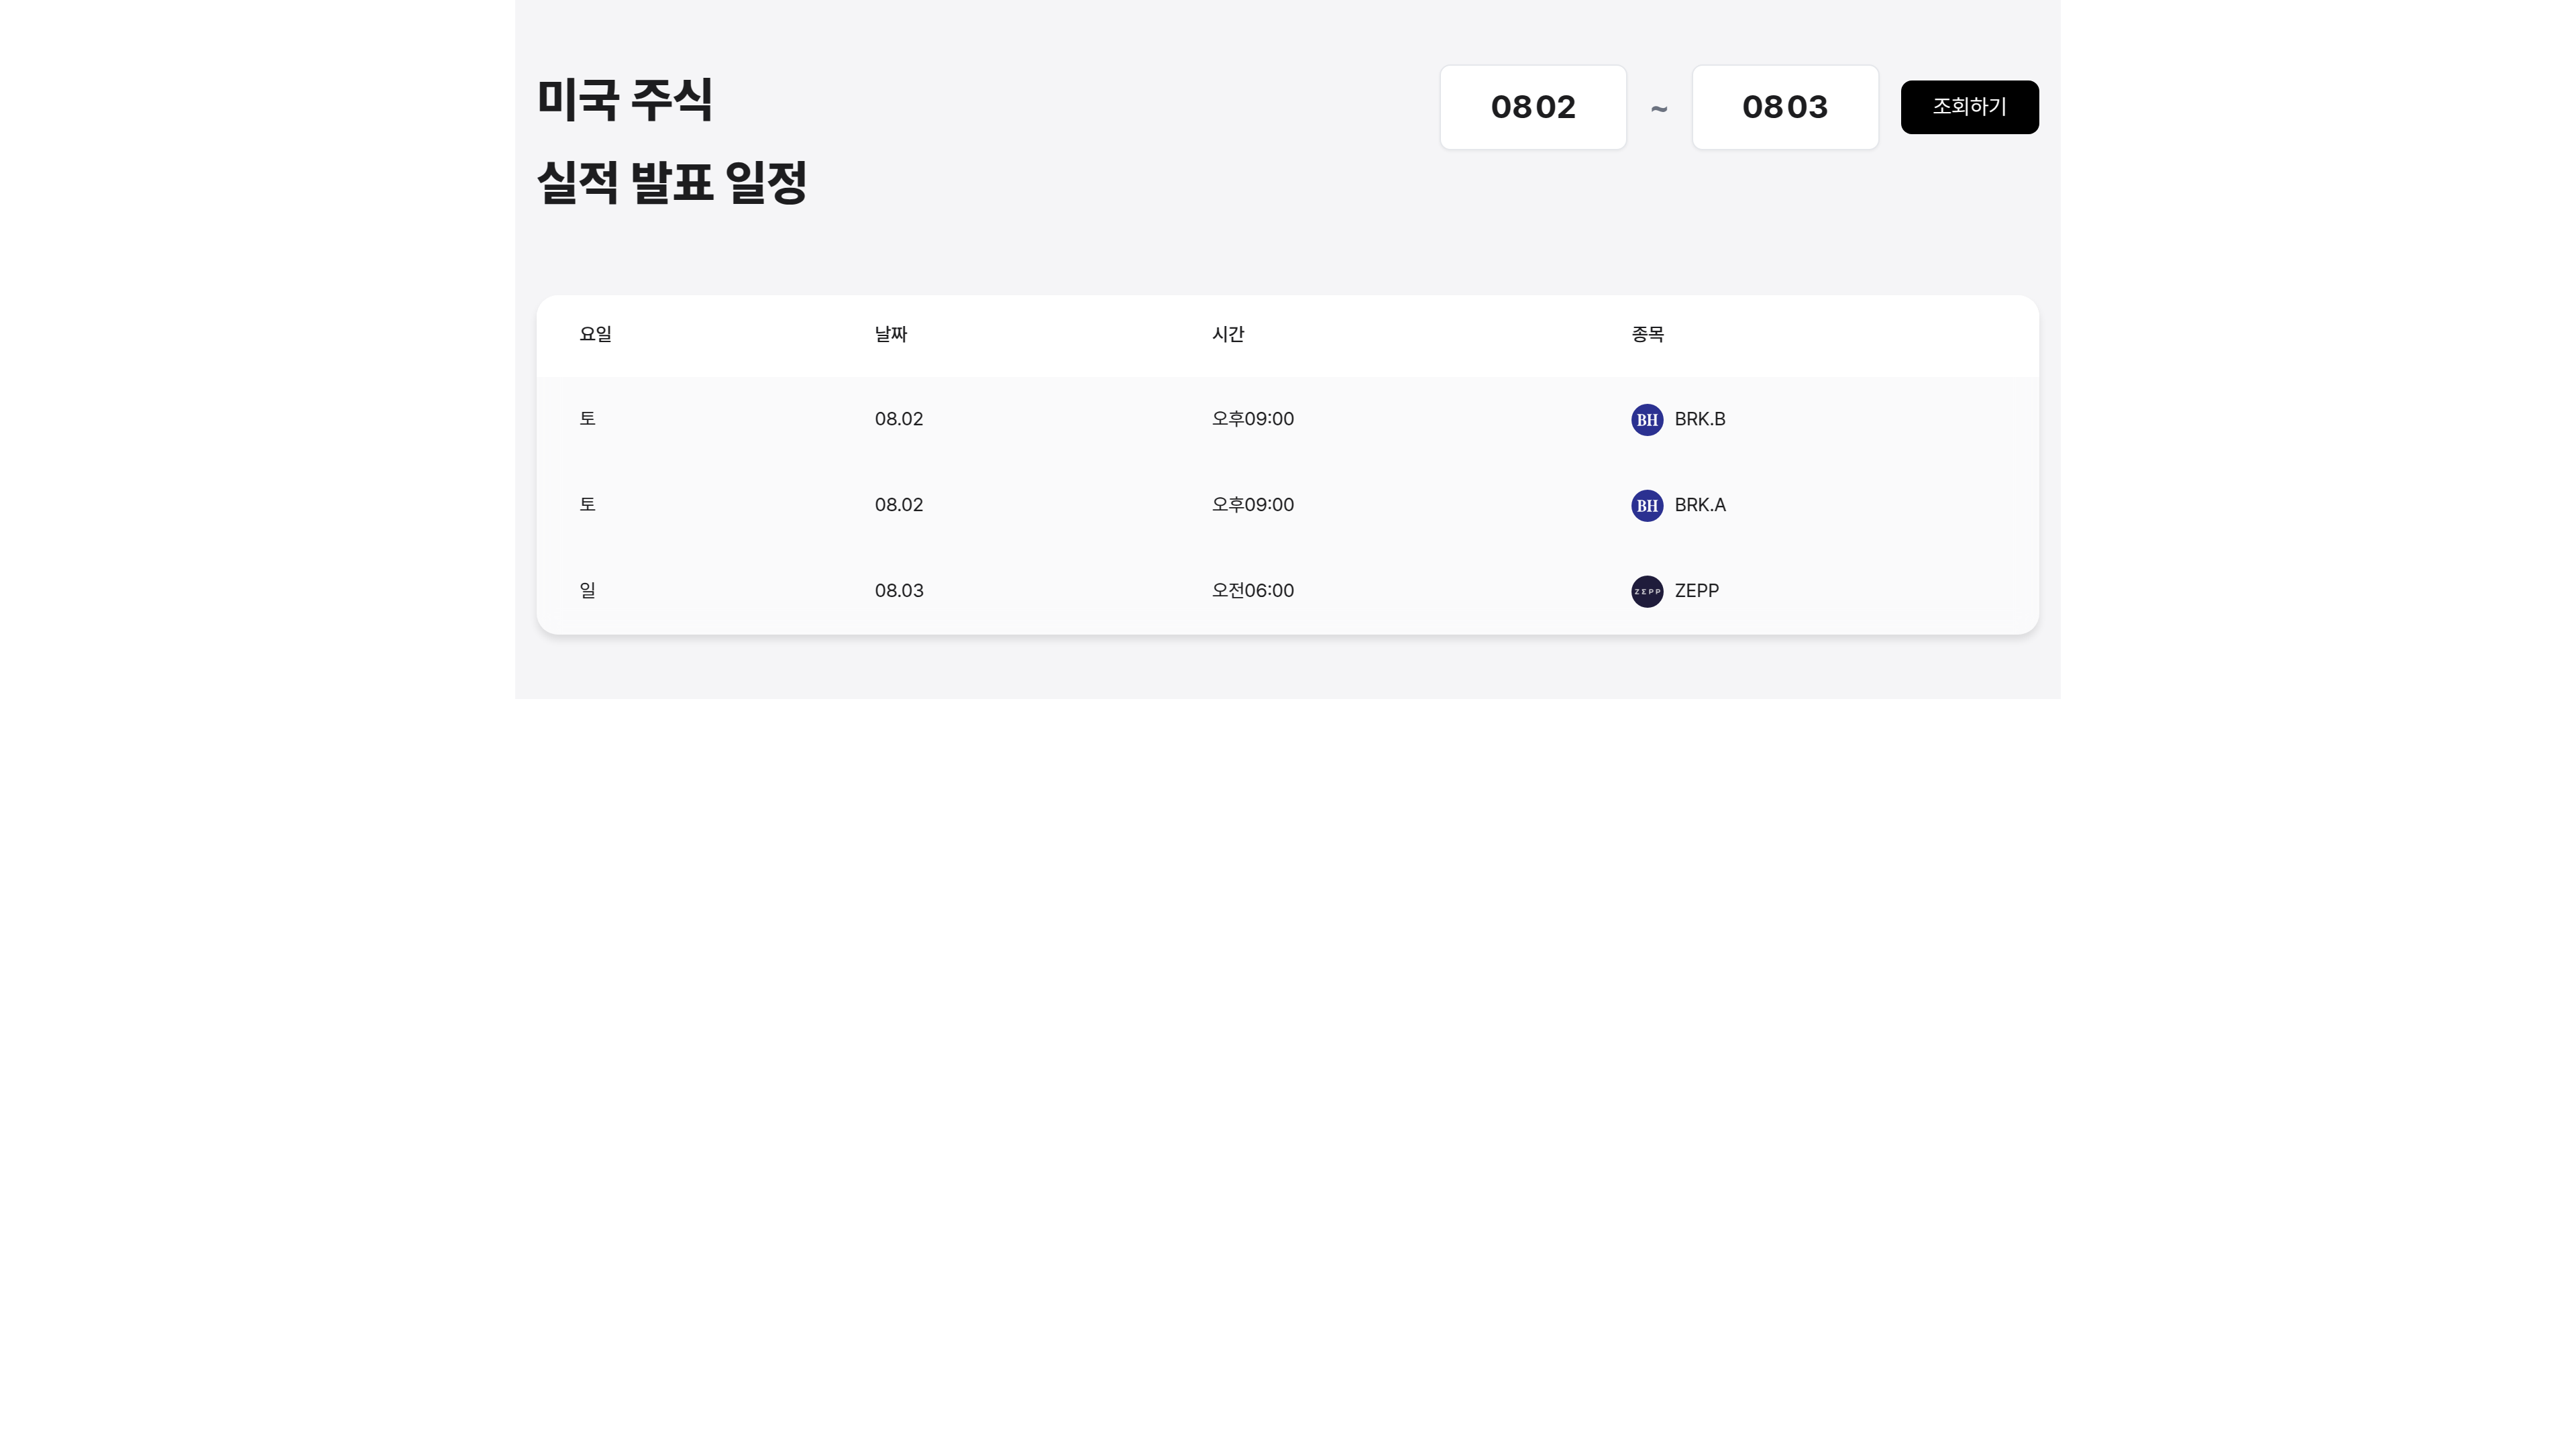 미국 주식
실적 발표 일정
0802 ~ 0803 조회하기
요일 날짜 시간 종목
토 08.02 오후09:00 BH BRK.B
토 08.02 오후09:00 BH BRK.A
일 08.03 오전06:00 ZEPP ZEPP